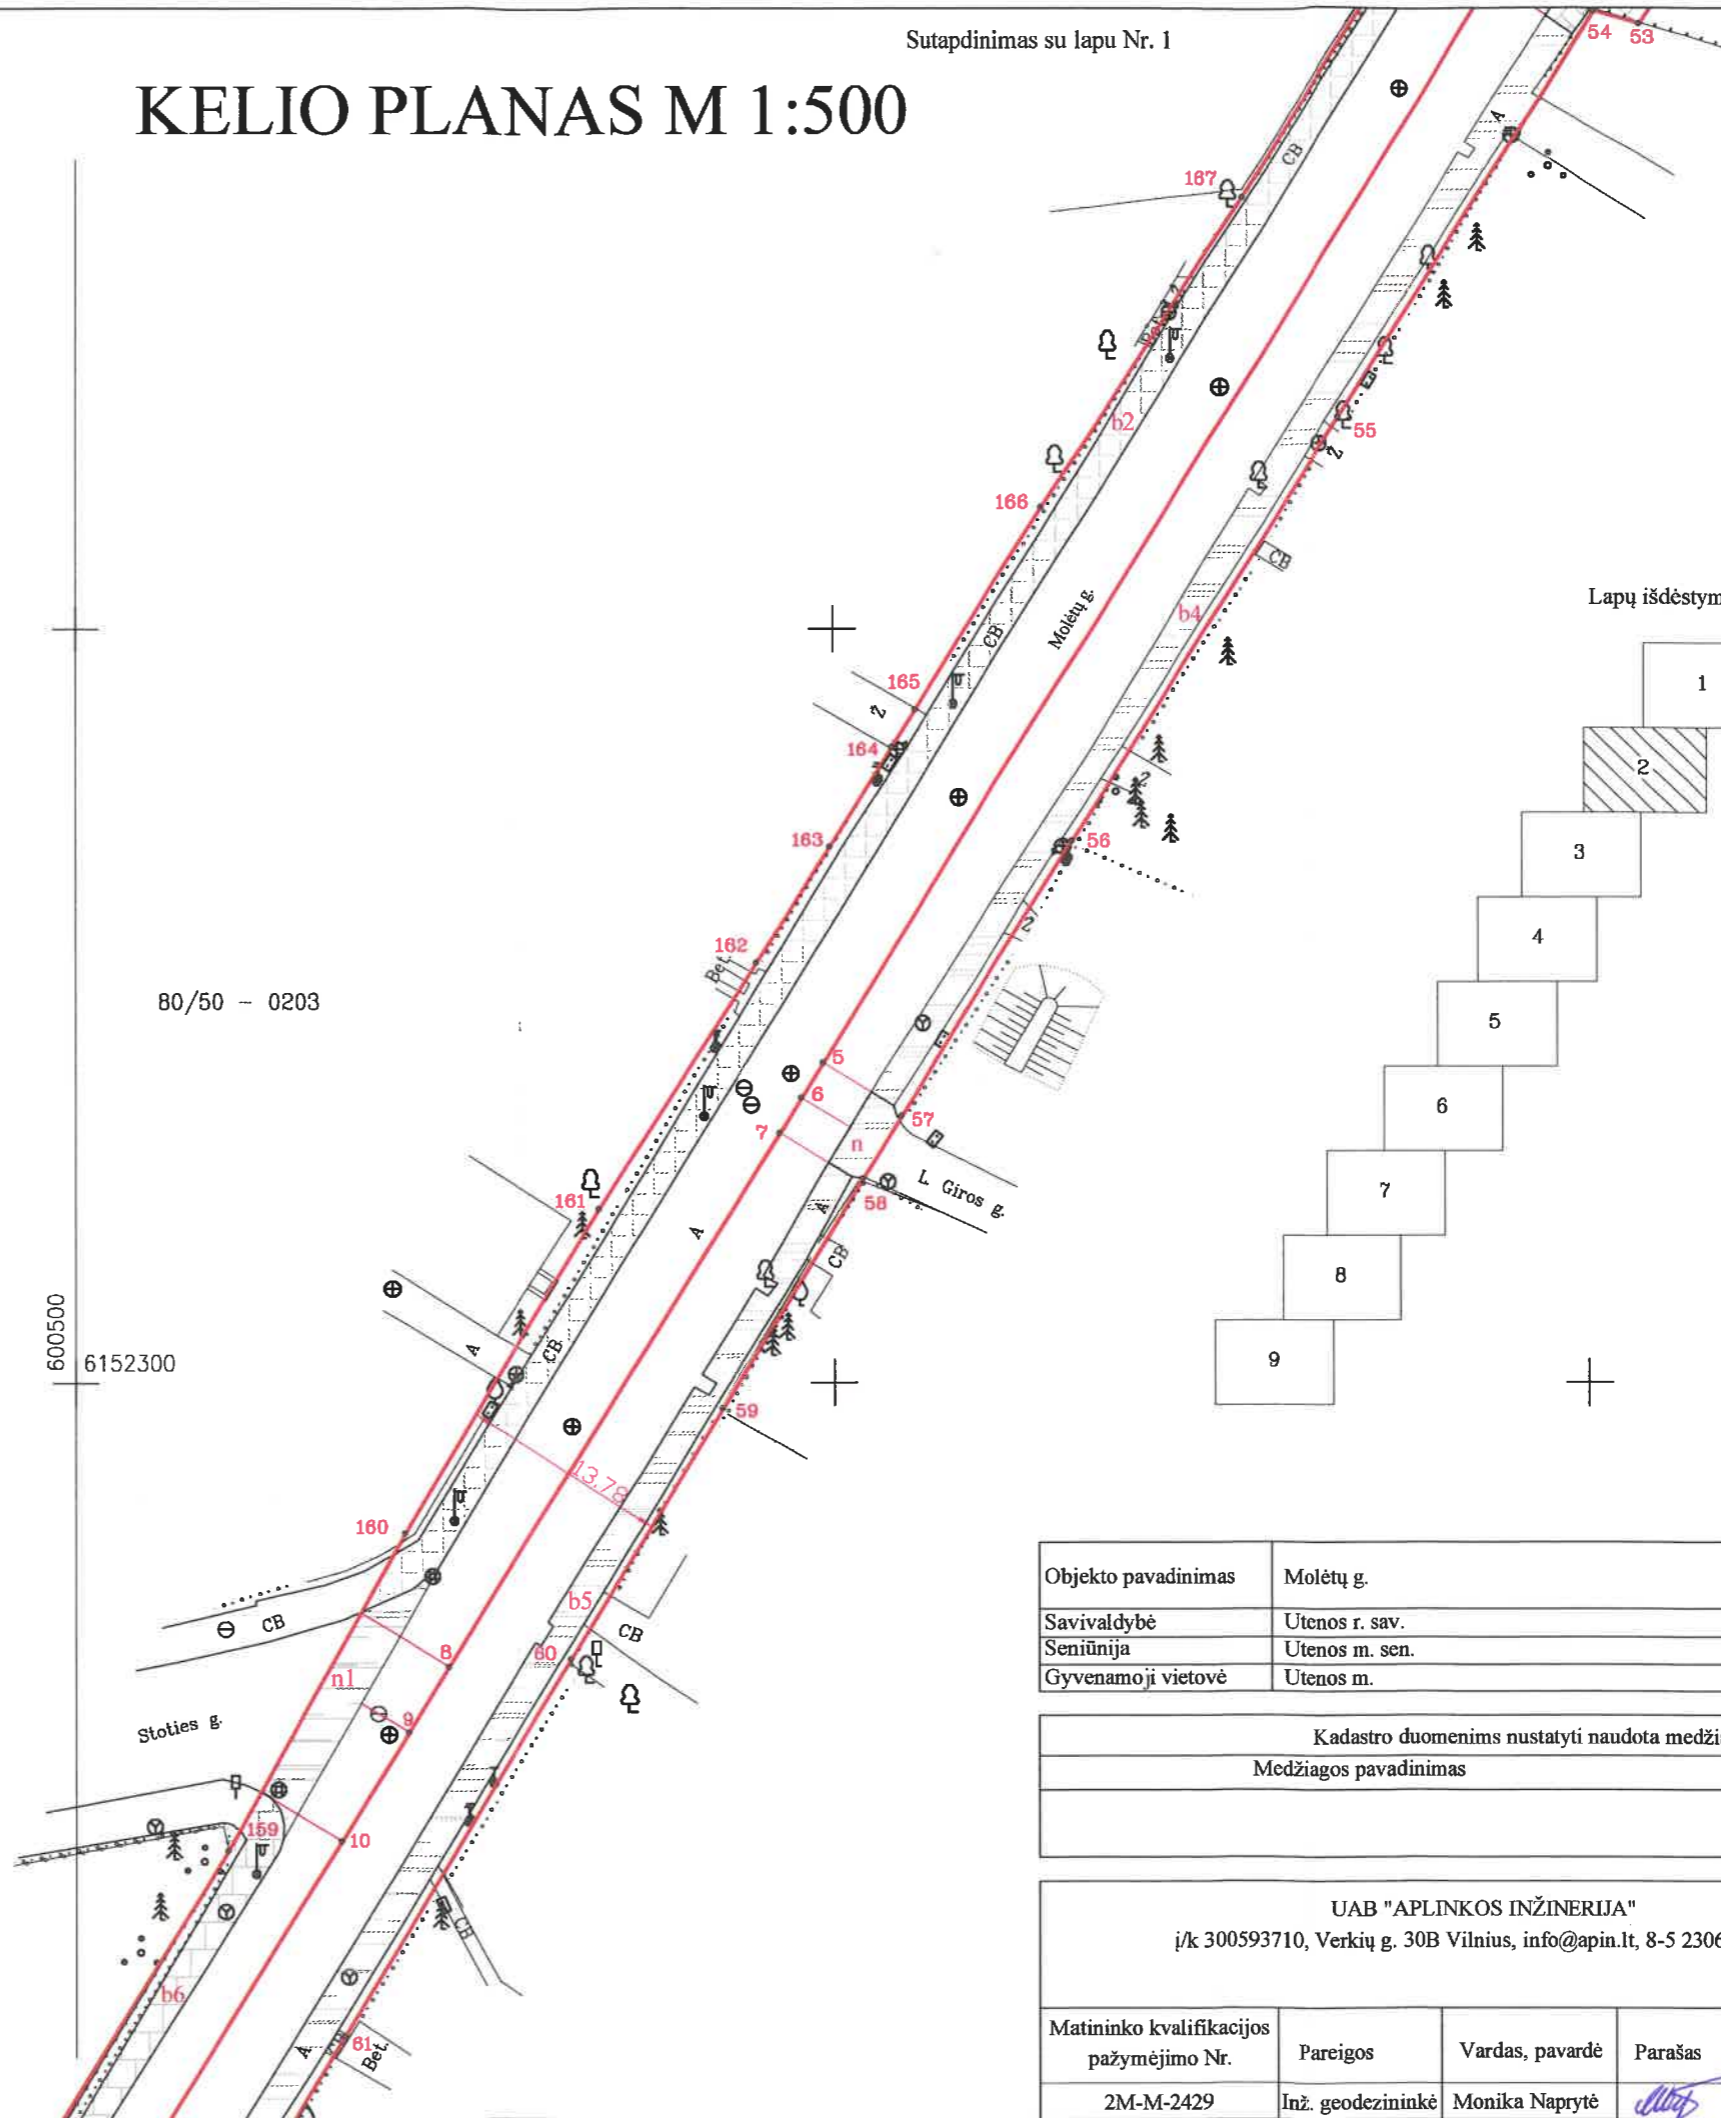 Sutapdinimas su lapu Nr. 1
KELIO PLANAS M 1:500
54 53
A
CB
167
b2
55
Ž
166
CB
b4
Molėtų g.
CB
Lapų išdėstym
165
Ž
164
1
2
3
4
5
6
7
8
9
163
56
162
Bet.
80/50 - 0203
5
6
7
57
n
58
L. Giros g.
161
A
A
CB
A
CB
600500
6152300
59
13.78
160
b5
CB
60
CB
8
n1
9
Stoties g.
159
10
CB
b6
A
61
Bet.
Objekto pavadinimas Molėtų g.
Savivaldybė Utenos r. sav.
Seniūnija Utenos m. sen.
Gyvenamoji vietovė Utenos m.
Kadastro duomenims nustatyti naudota medži
Medžiagos pavadinimas
UAB "APLINKOS INŽINERIJA"
į/k 300593710, Verkių g. 30B Vilnius, info@apin.lt, 8-5 2306
Matininko kvalifikacijos pažymėjimo Nr. Pareigos Vardas, pavardė Parašas
2M-M-2429 Inž. geodezininkė Monika Naprytė